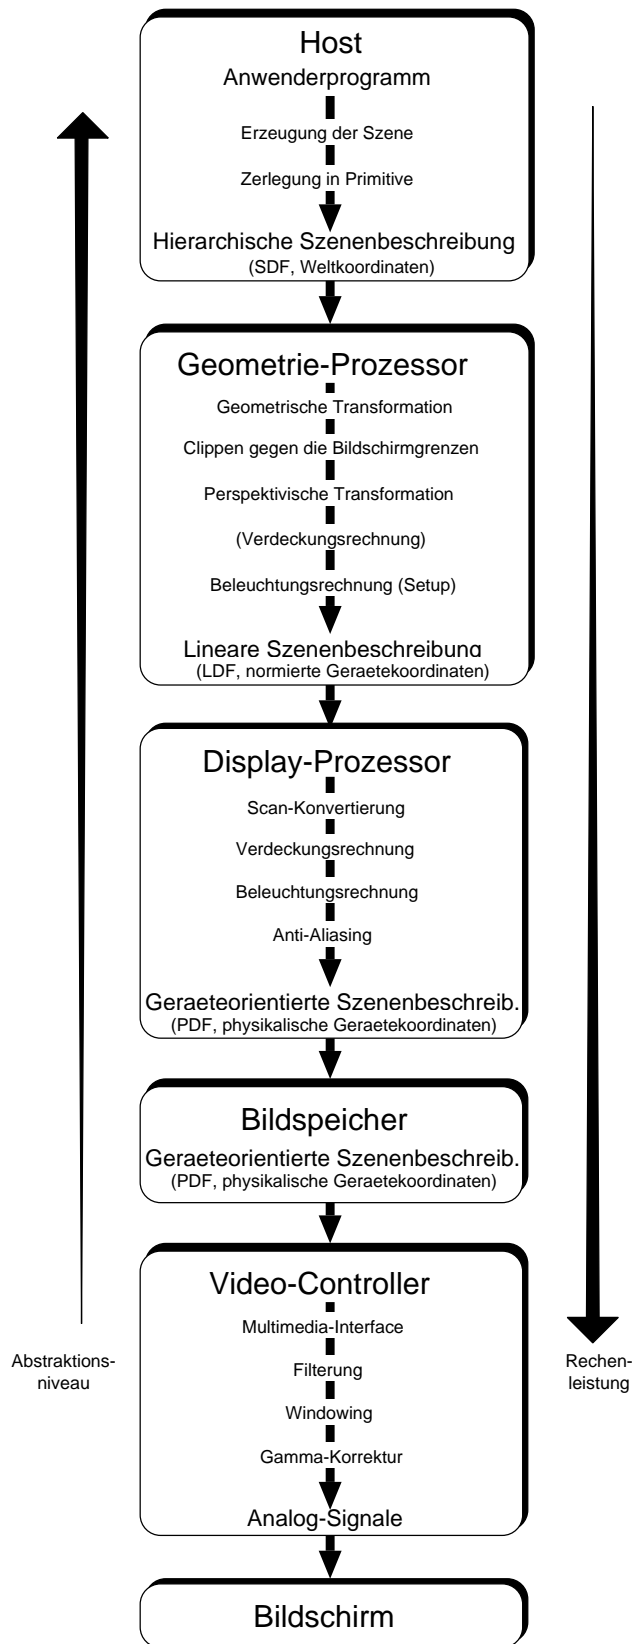 Host
Anwenderprogramm
Erzeugung der Szene
Zerlegung in Primitive
Hierarchische Szenenbeschreibung
(SDF, Weltkoordinaten)
Geometrie-Prozessor
Geometrische Transformation
Clippen gegen die Bildschirmgrenzen
Perspektivische Transformation
(Verdeckungsrechnung)
Beleuchtungsrechnung (Setup)
Lineare Szenenbeschreibung
(LDF, normierte Geraetekoordinaten)
Display-Prozessor
Scan-Konvertierung
Verdeckungsrechnung
Beleuchtungsrechnung
Anti-Aliasing
Geraeteorientierte Szenenbeschreib.
(PDF, physikalische Geraetekoordinaten)
Bildspeicher
Geraeteorientierte Szenenbeschreib.
(PDF, physikalische Geraetekoordinaten)
Video-Controller
Multimedia-Interface
Filterung
Windowing
Gamma-Korrektur
Analog-Signale
Bildschirm
Abstraktions-
niveau
Rechen-
leistung